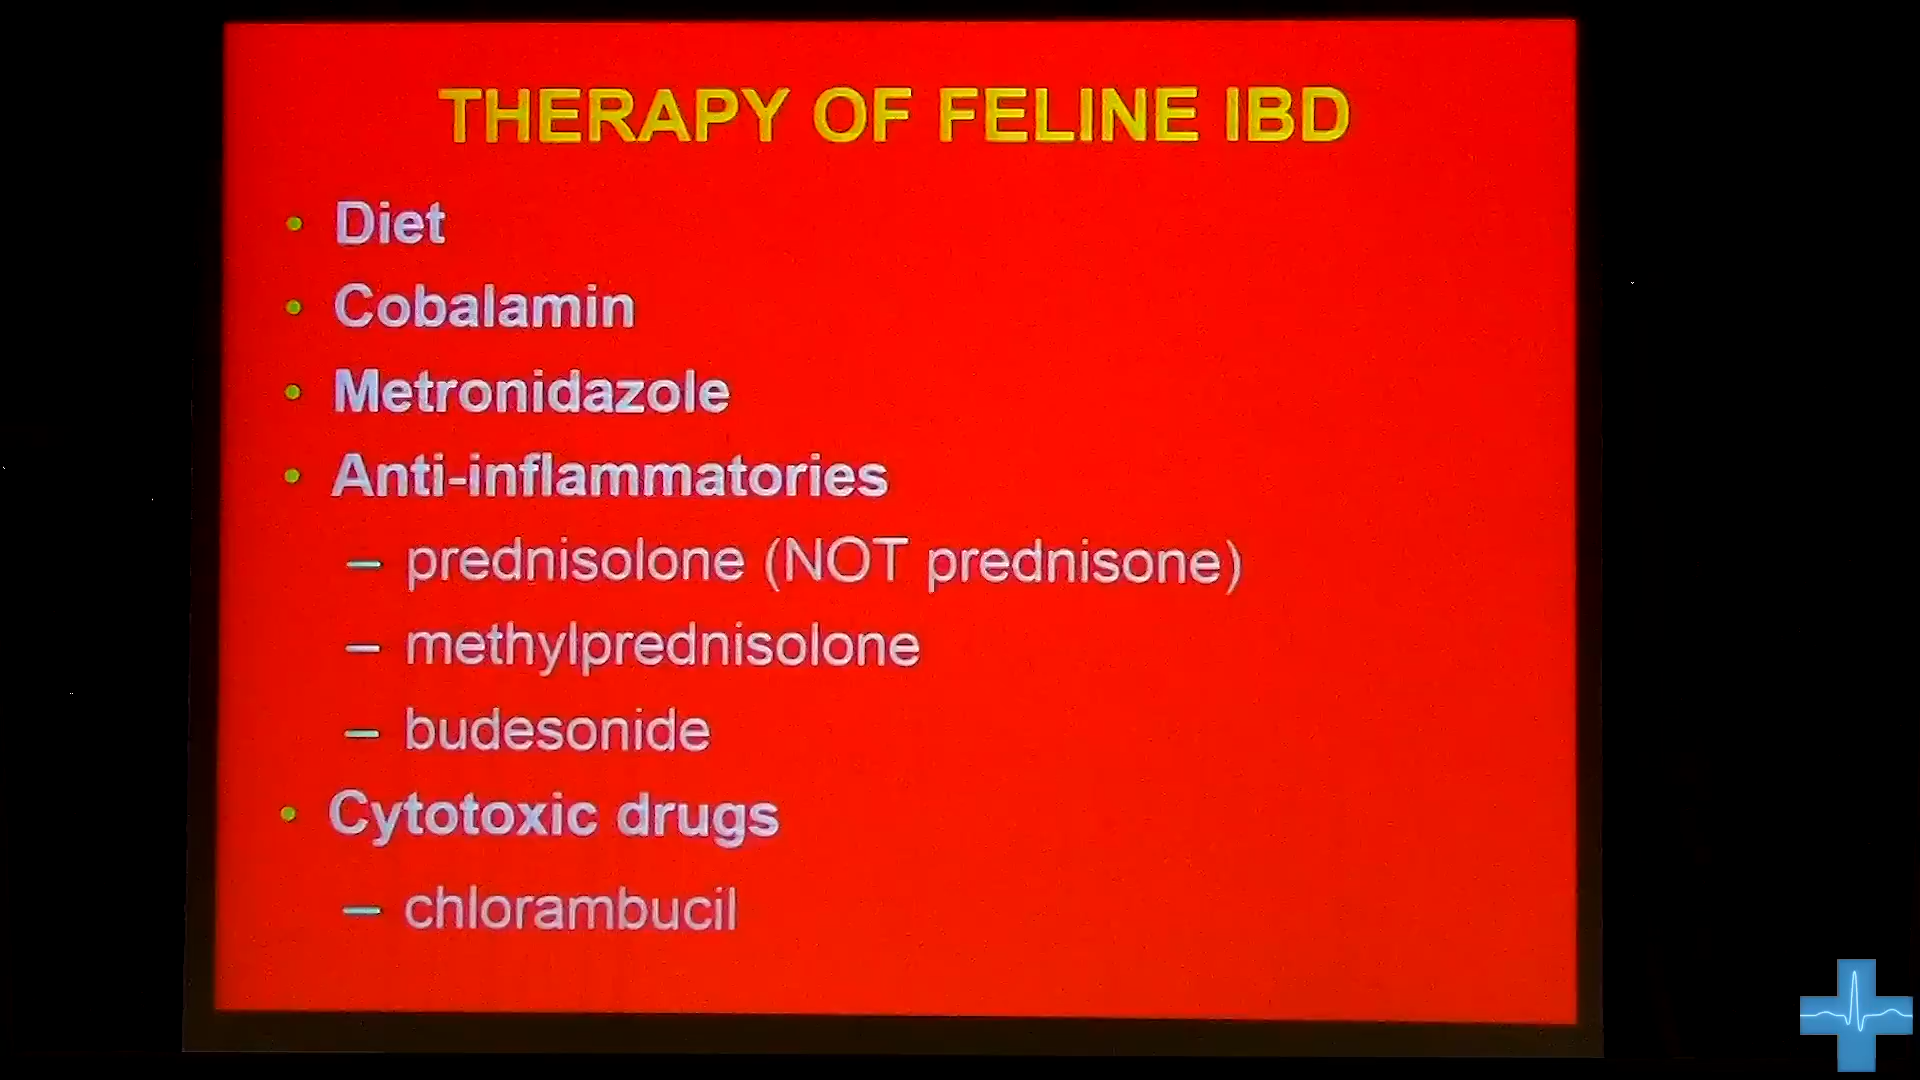 THERAPY OF FELINE IBD
• Diet
• Cobalamin
• Metronidazole
• Anti-inflammatories
– prednisolone (NOT prednisone)
– methylprednisolone
– budesonide
• Cytotoxic drugs
– chlorambucil